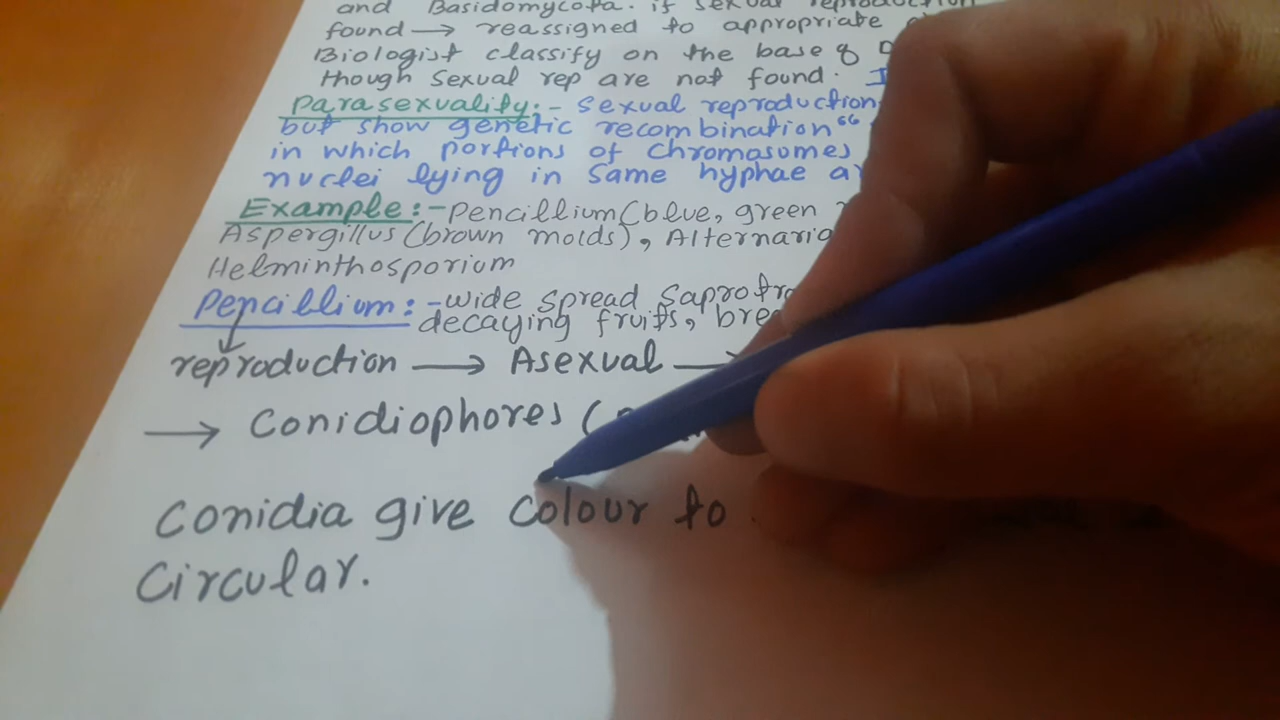 and Basidomycota. if sexual reproduction
found → reassigned to appropriate
Biologist classify on the base of
though sexual rep are not found.
Parasexuality:- Sexual reproduction
but show genetic recombination "
in which portions of chromosomes
nuclei lying in same hyphae
Example:- Pencillium (blue, green
Aspergillus (brown molds), Alternaria
Helminthosporium
Pencillium:- wide spread
decaying fruits,
reproduction → Asexual →
→ Conidiophores (
Conidia give colour to
Circular.